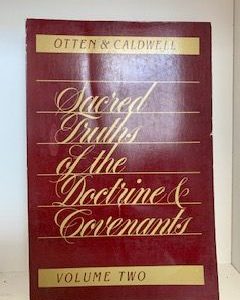 OTTEN & CALDWELL
Sacred
Truths
of the
Doctrine &
Covenants
VOLUME TWO